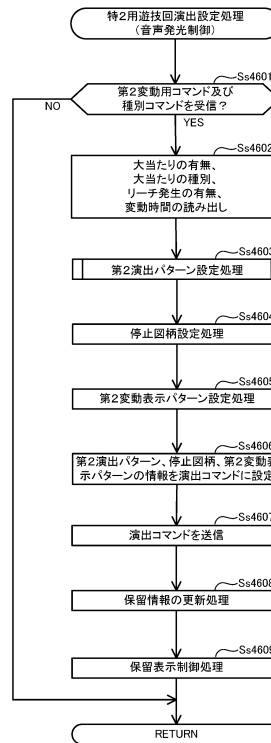 特2用遊技回演出設定処理
(音声発光制御)
Ss4601
第2変動用コマンド及び
種別コマンドを受信？
NO
YES
Ss4602
大当たりの有無、
大当たりの種別、
リーチ発生の有無、
変動時間の読み出し
Ss4603
第2演出パターン設定処理
Ss4604
停止図柄設定処理
Ss4605
第2変動表示パターン設定処理
Ss4606
第2演出パターン、停止図柄、第2変動表
示パターンの情報を演出コマンドに設定
Ss4607
演出コマンドを送信
Ss4608
保留情報の更新処理
Ss4609
保留表示制御処理
RETURN